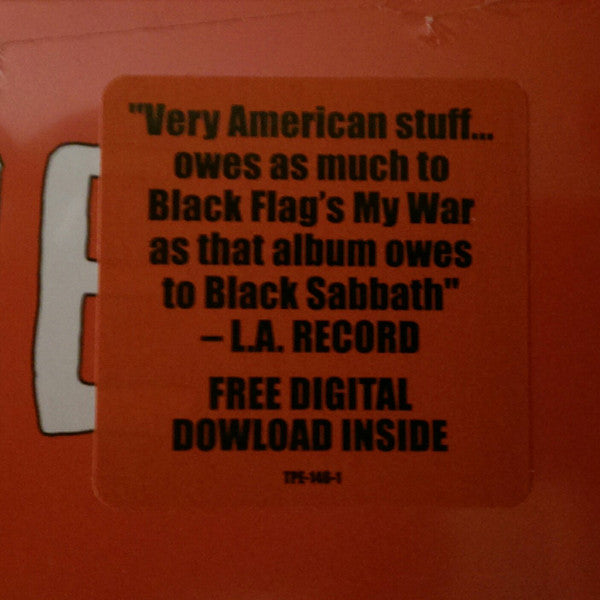 "Very American stuff...
owes as much to
Black Flag's My War
as that album owes
to Black Sabbath"
– L.A. RECORD
FREE DIGITAL
DOWLOAD INSIDE
TPE-148-1